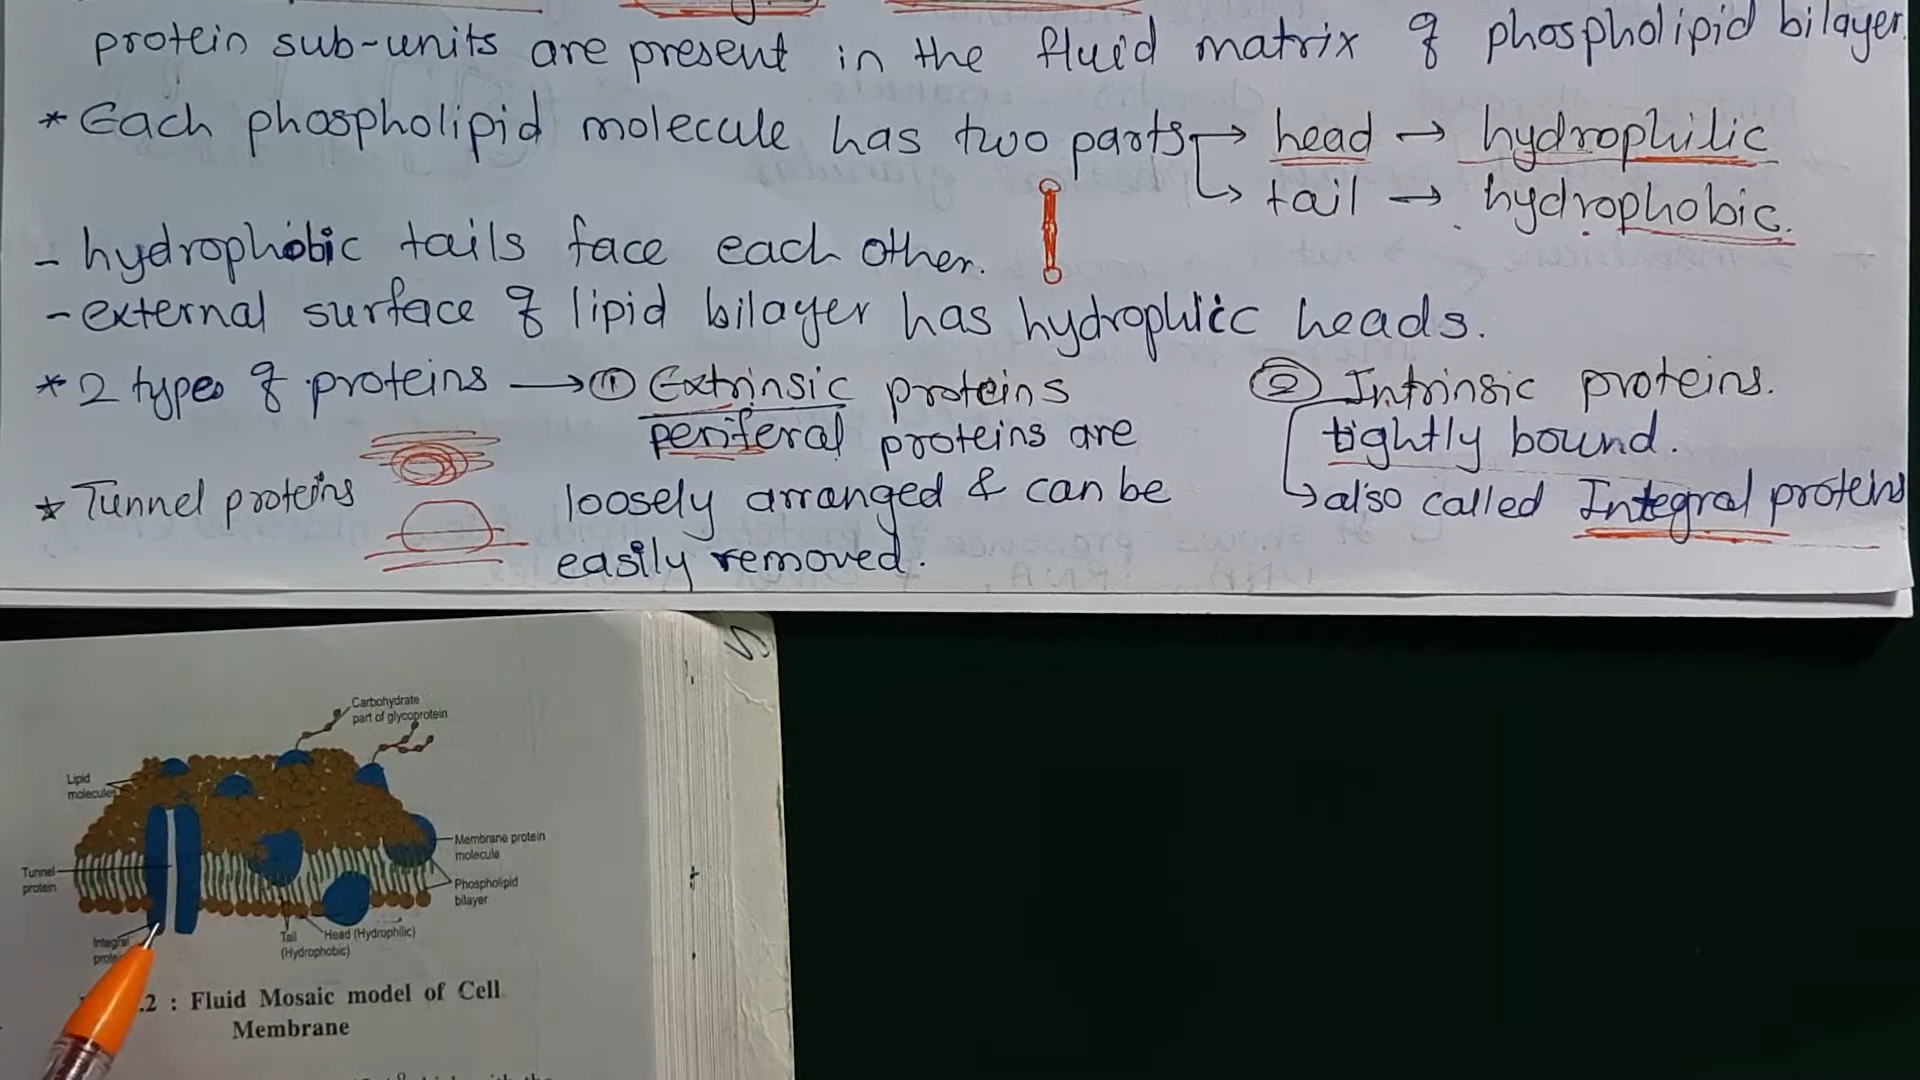 protein sub-units are present in the fluid matrix of phospholipid bilayer.
* Each phospholipid molecule has two parts → head → hydrophilic
→ tail → hydrophobic.
- hydrophobic tails face each other.
- external surface of lipid bilayer has hydrophlic heads.
* 2 types of proteins → ① Extrinsic proteins ② Intrinsic proteins.
periferal proteins are tightly bound.
* Tunnel proteins loosely arranged & can be → also called Integral proteins
easily removed.
Carbohydrate
part of glycoprotein
Lipid
molecules
Membrane protein
molecule
Tunnel
protein
Phospholipid
bilayer
Integral
Tail Head (Hydrophilic)
(Hydrophobic)
.2 : Fluid Mosaic model of Cell
Membrane